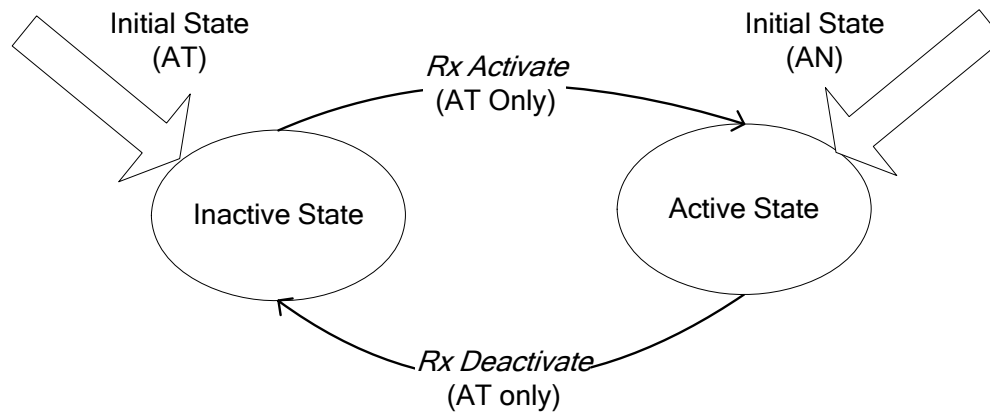 Initial State
(AT)
Initial State
(AN)
Rx Activate
(AT Only)
Inactive State
Active State
Rx Deactivate
(AT only)